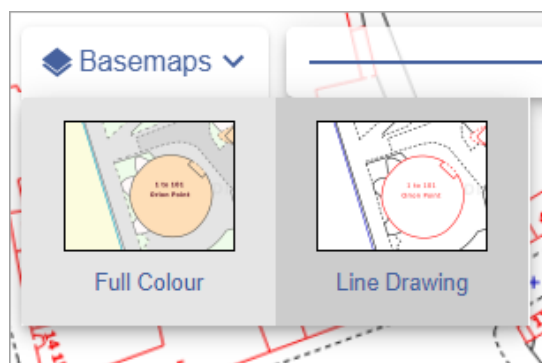 Basemaps
1 to 101
Orion Point
1 to 101
Orion Point
Full Colour
Line Drawing